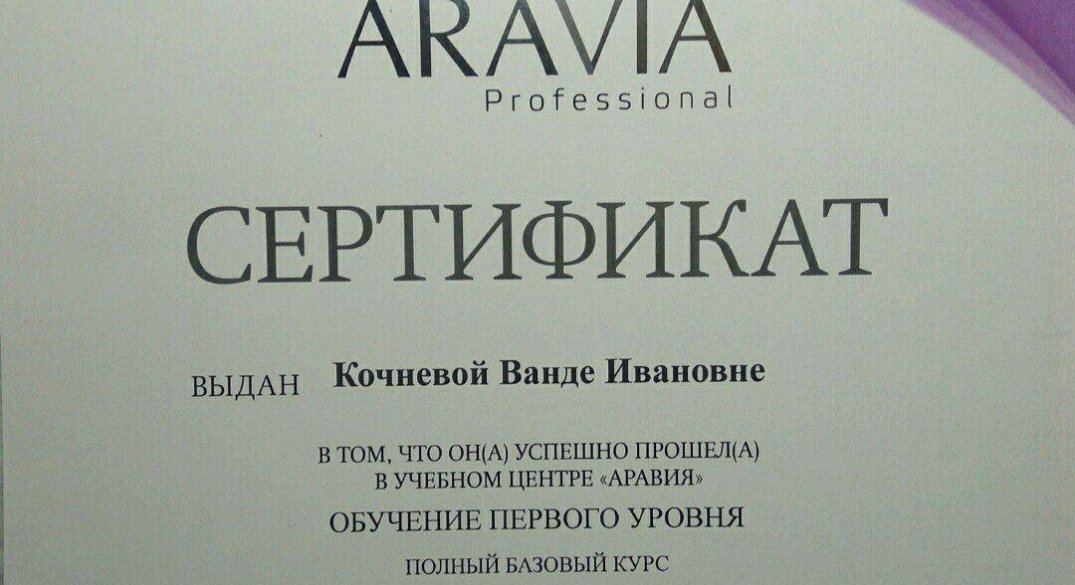 ARAVIA
Professional
СЕРТИФИКАТ
ВЫДАН Кочневой Ванде Ивановне
В ТОМ, ЧТО ОН(А) УСПЕШНО ПРОШЕЛ(А)
В УЧЕБНОМ ЦЕНТРЕ «АРАВИЯ»
ОБУЧЕНИЕ ПЕРВОГО УРОВНЯ
ПОЛНЫЙ БАЗОВЫЙ КУРС